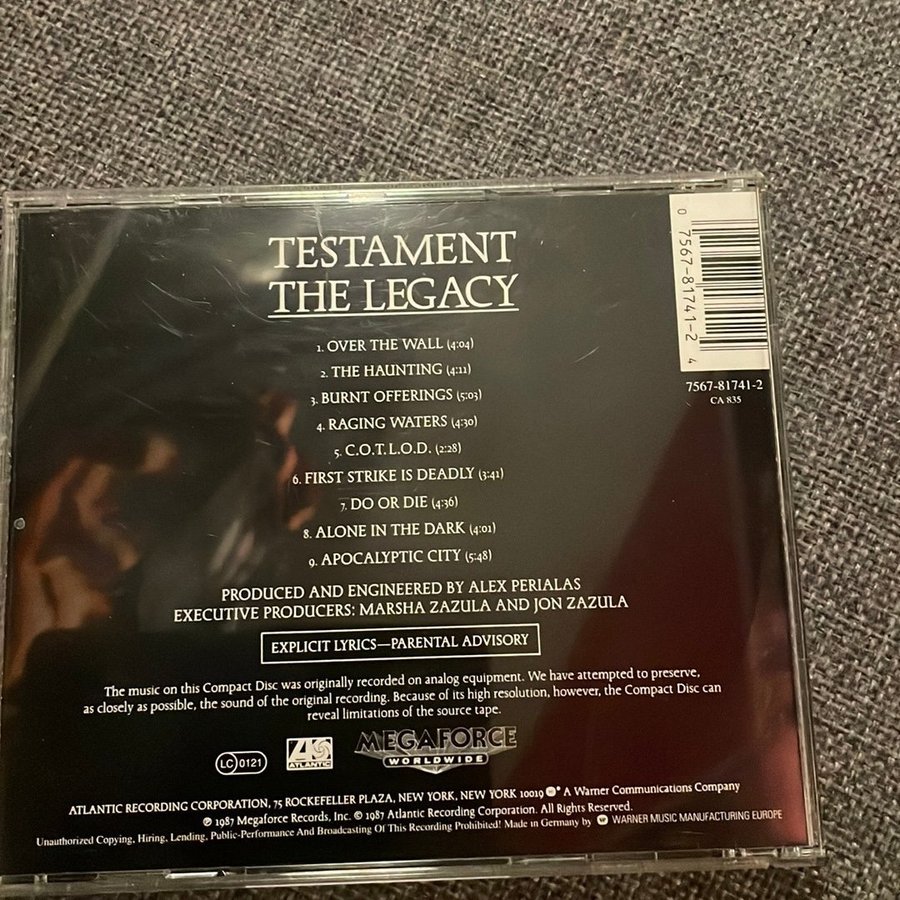 TESTAMENT
THE LEGACY
1. OVER THE WALL (4:04)
2. THE HAUNTING (4:11)
3. BURNT OFFERINGS (5:03)
4. RAGING WATERS (4:30)
5. C.O.T.L.O.D. (2:28)
6. FIRST STRIKE IS DEADLY (3:41)
7. DO OR DIE (4:36)
8. ALONE IN THE DARK (4:01)
9. APOCALYPTIC CITY (5:48)
PRODUCED AND ENGINEERED BY ALEX PERIALAS
EXECUTIVE PRODUCERS: MARSHA ZAZULA AND JON ZAZULA
EXPLICIT LYRICS—PARENTAL ADVISORY
The music on this Compact Disc was originally recorded on analog equipment. We have attempted to preserve,
as closely as possible, the sound of the original recording. Because of its high resolution, however, the Compact Disc can
reveal limitations of the source tape.
LC 0121
ATLANTIC
MEGAFORCE
WORLDWIDE
ATLANTIC RECORDING CORPORATION, 75 ROCKEFELLER PLAZA, NEW YORK, NEW YORK 10019 ® A Warner Communications Company
℗ 1987 Megaforce Records, Inc. © 1987 Atlantic Recording Corporation. All Rights Reserved.
Unauthorized Copying, Hiring, Lending, Public-Performance And Broadcasting Of This Recording Prohibited! Made in Germany by WARNER MUSIC MANUFACTURING EUROPE
0 7567-81741-2 4
7567-81741-2
CA 835